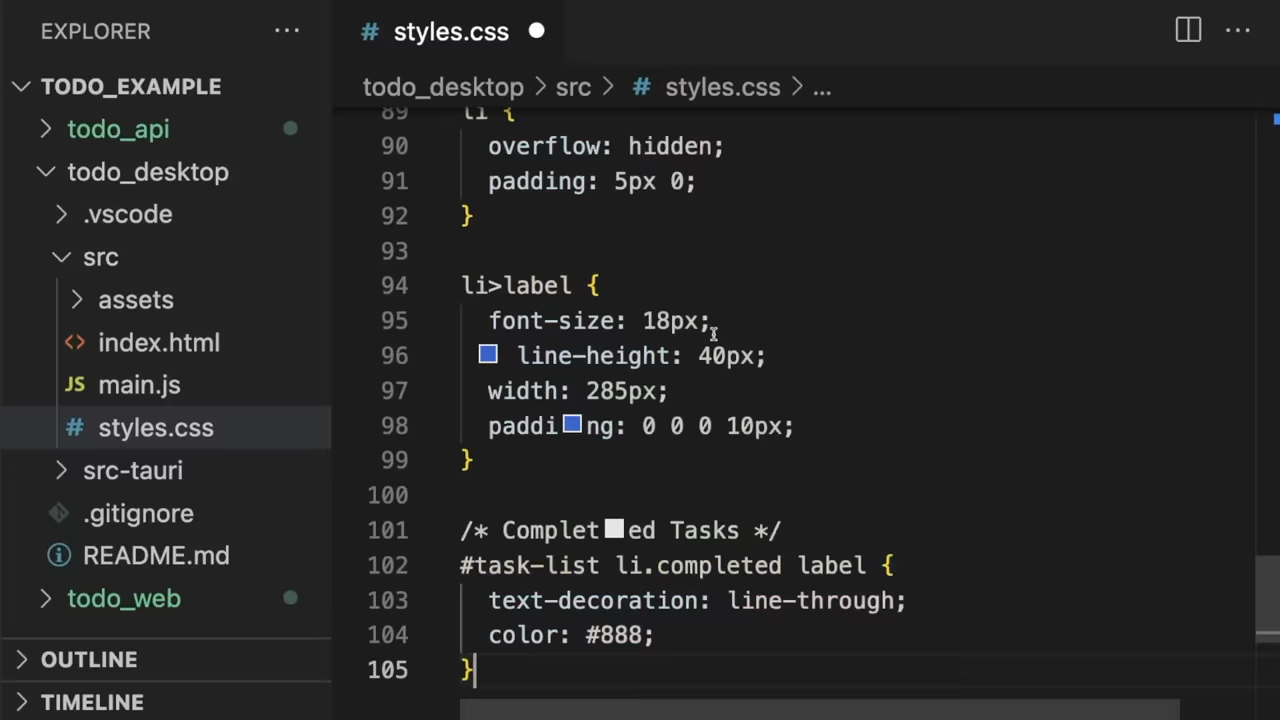 EXPLORER
TODO_EXAMPLE
todo_api
todo_desktop
.vscode
src
assets
index.html
JS main.js
# styles.css
src-tauri
.gitignore
README.md
todo_web
OUTLINE
TIMELINE
# styles.css
todo_desktop > src > # styles.css > ...
89 li {
90 overflow: hidden;
91 padding: 5px 0;
92 }
93
94 li>label {
95 font-size: 18px;
96 line-height: 40px;
97 width: 285px;
98 padding: 0 0 0 10px;
99 }
100
101 /* Completed Tasks */
102 #task-list li.completed label {
103 text-decoration: line-through;
104 color: #888;
105 }